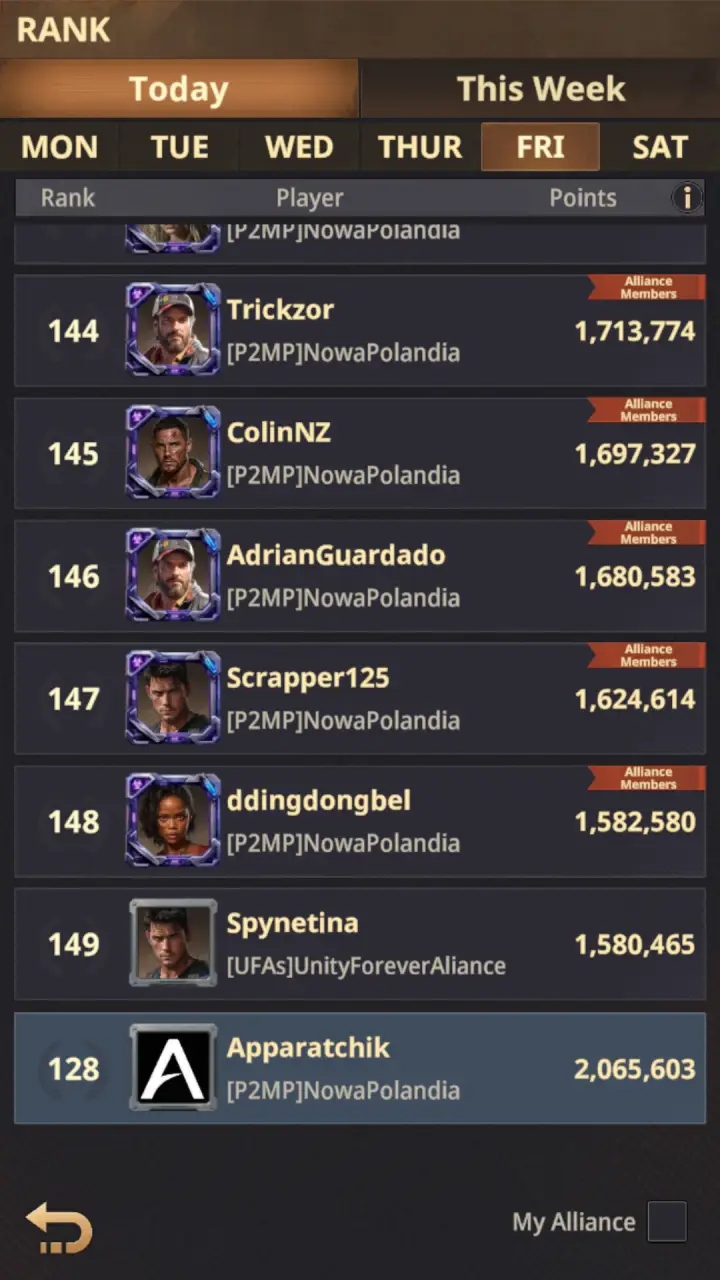 RANK
Today
This Week
MON
TUE
WED
THUR
FRI
SAT
Rank
Player
Points
[P2MP]NowaPolandia
144
Trickzor
[P2MP]NowaPolandia
Alliance
Members
1,713,774
145
ColinNZ
[P2MP]NowaPolandia
Alliance
Members
1,697,327
146
AdrianGuardado
[P2MP]NowaPolandia
Alliance
Members
1,680,583
147
Scrapper125
[P2MP]NowaPolandia
Alliance
Members
1,624,614
148
ddingdongbel
[P2MP]NowaPolandia
Alliance
Members
1,582,580
149
Spynetina
[UFAs]UnityForeverAliance
1,580,465
128
Apparatchik
[P2MP]NowaPolandia
2,065,603
My Alliance